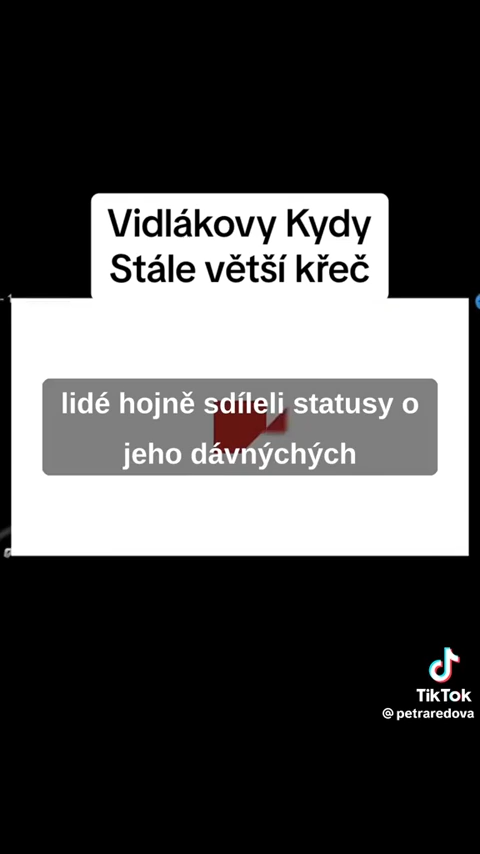 Vidlákovy Kydy
Stále větší křeč
lidé hojně sdíleli statusy o
jeho dávnýchých
TikTok
@petraredova